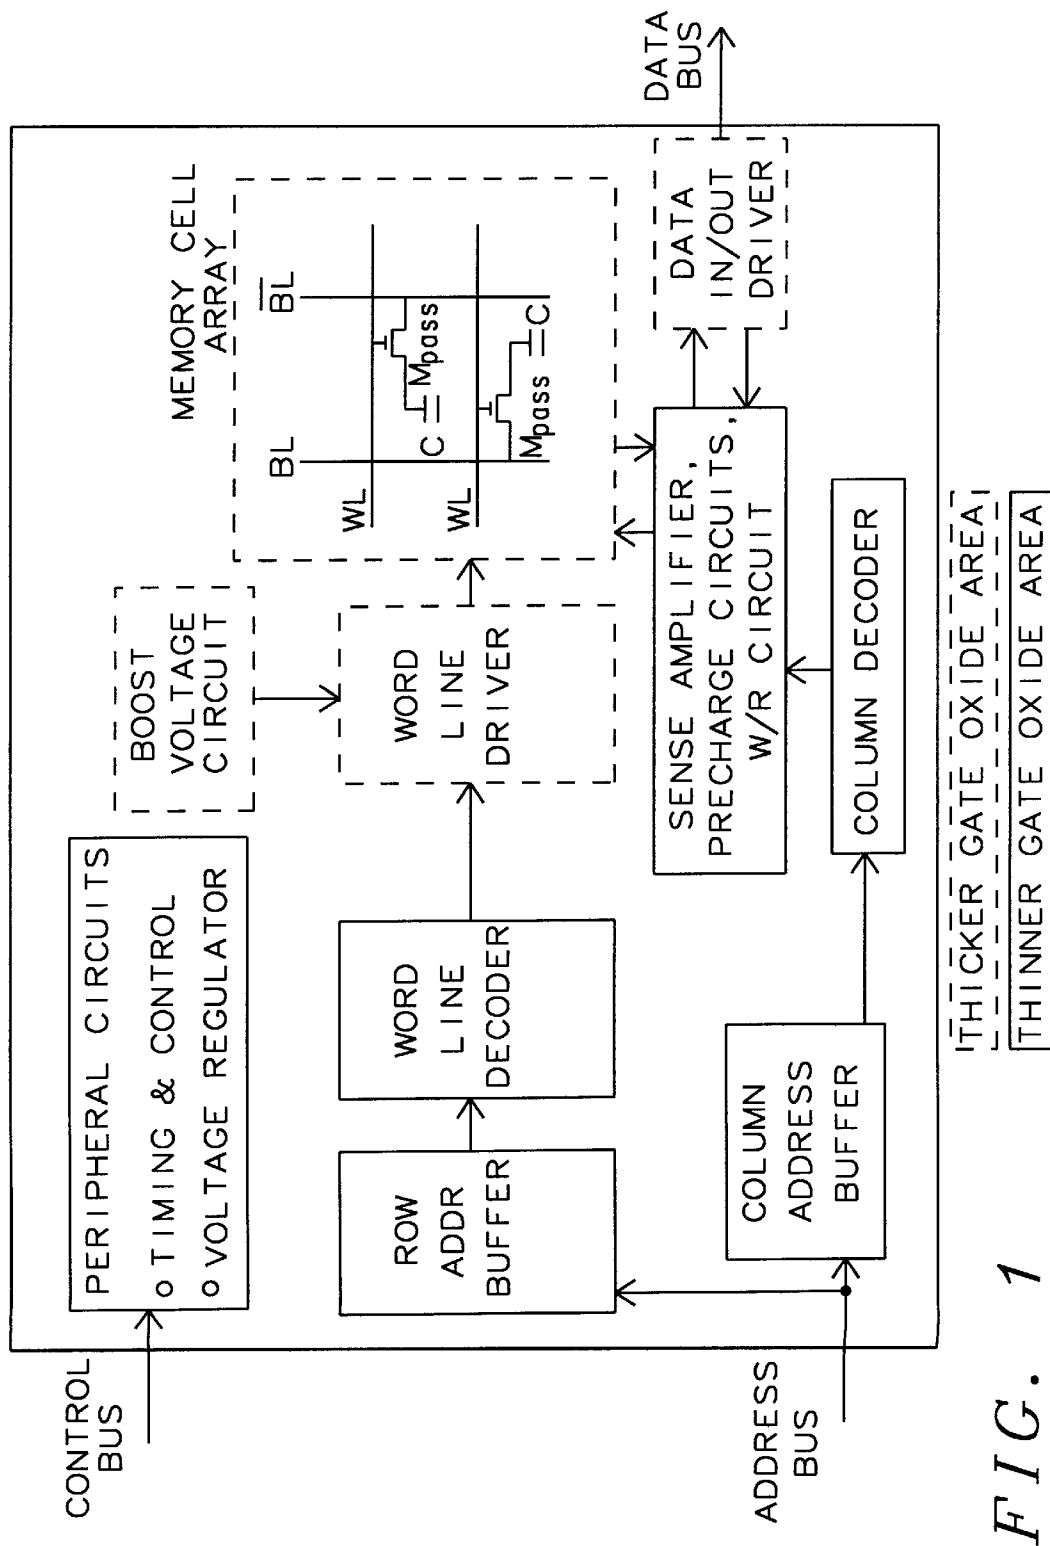 CONTROL
BUS
PERIPHERAL CIRCUITS
o TIMING & CONTROL
o VOLTAGE REGULATOR
BOOST
VOLTAGE
CIRCUIT
MEMORY CELL
ARRAY
BL
B̅L̅
WL
C
Mpass
WL
Mpass
C
ROW
ADDR
BUFFER
WORD
LINE
DECODER
WORD
LINE
DRIVER
ADDRESS
BUS
COLUMN
ADDRESS
BUFFER
COLUMN DECODER
SENSE AMPLIFIER,
PRECHARGE CIRCUITS,
W/R CIRCUIT
DATA
IN/OUT
DRIVER
DATA
BUS
THICKER GATE OXIDE AREA
THINNER GATE OXIDE AREA
FIG. 1